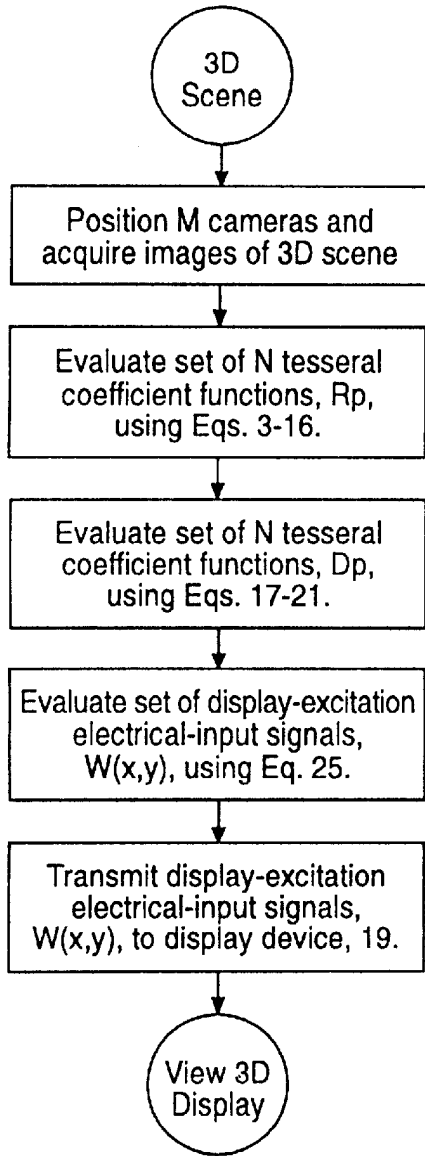 3D
Scene
Position M cameras and
acquire images of 3D scene
Evaluate set of N tesseral
coefficient functions, Rp,
using Eqs. 3-16.
Evaluate set of N tesseral
coefficient functions, Dp,
using Eqs. 17-21.
Evaluate set of display-excitation
electrical-input signals,
W(x,y), using Eq. 25.
Transmit display-excitation
electrical-input signals,
W(x,y), to display device, 19.
View 3D
Display